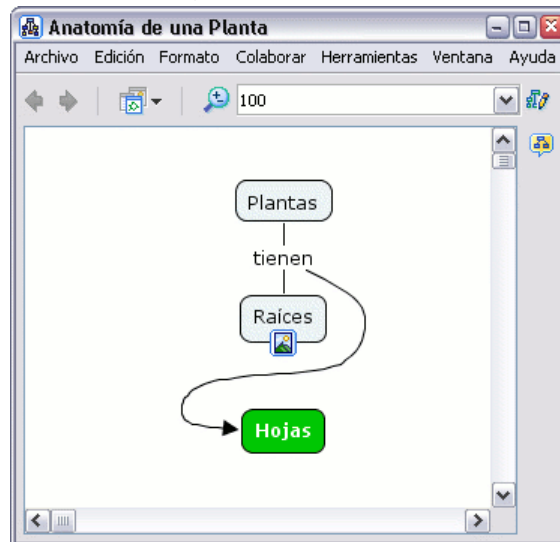 Anatomía de una Planta
Archivo Edición Formato Colaborar Herramientas Ventana Ayuda
100
Plantas
tienen
Raíces
Hojas